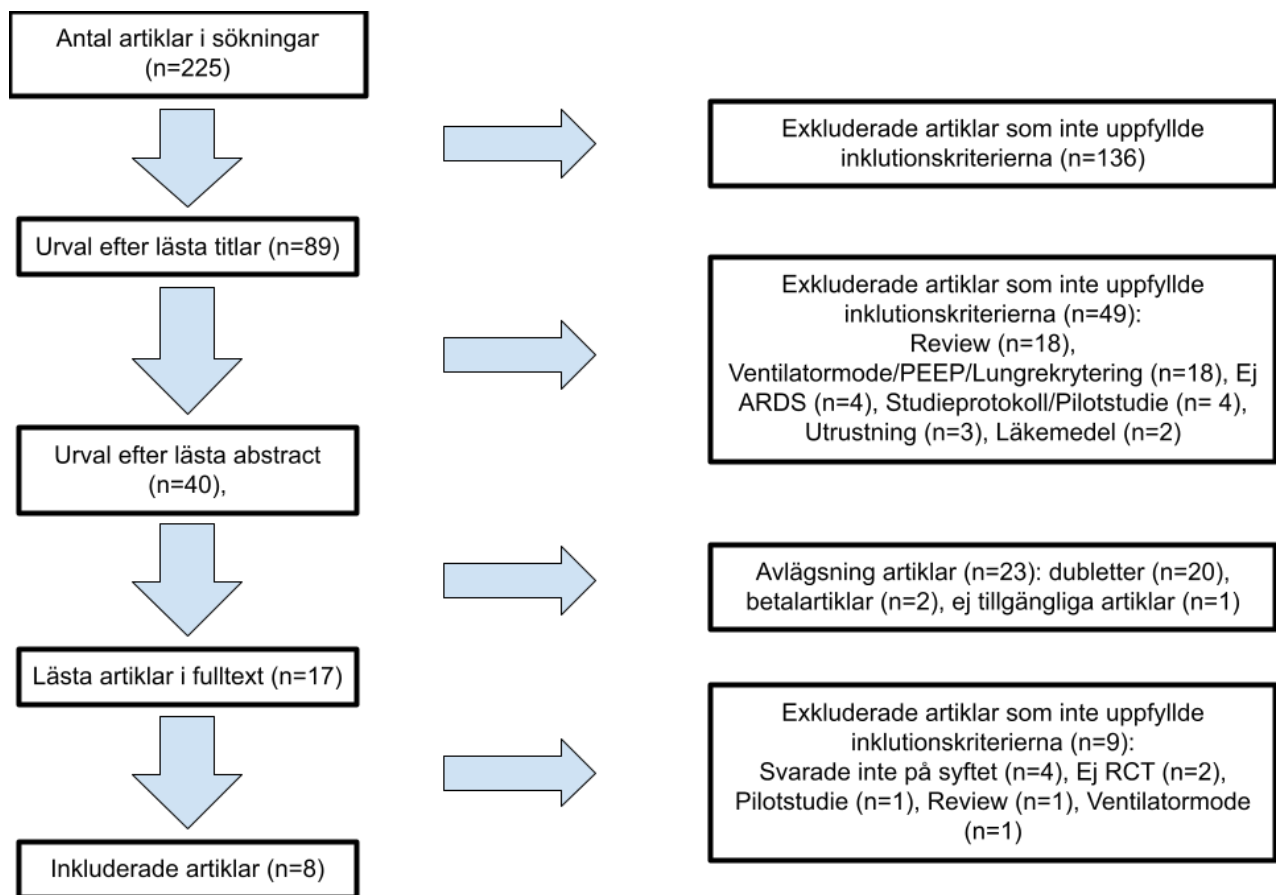 Antal artiklar i sökningar
(n=225)
Exkluderade artiklar som inte uppfyllde
inklutionskriterierna (n=136)
Urval efter lästa titlar (n=89)
Exkluderade artiklar som inte uppfyllde
inklutionskriterierna (n=49):
Review (n=18),
Ventilatormode/PEEP/Lungrekrytering (n=18), Ej
ARDS (n=4), Studieprotokoll/Pilotstudie (n= 4),
Utrustning (n=3), Läkemedel (n=2)
Urval efter lästa abstract
(n=40),
Avlägsning artiklar (n=23): dubletter (n=20),
betalartiklar (n=2), ej tillgängliga artiklar (n=1)
Lästa artiklar i fulltext (n=17)
Exkluderade artiklar som inte uppfyllde
inklutionskriterierna (n=9):
Svarade inte på syftet (n=4), Ej RCT (n=2),
Pilotstudie (n=1), Review (n=1), Ventilatormode
(n=1)
Inkluderade artiklar (n=8)